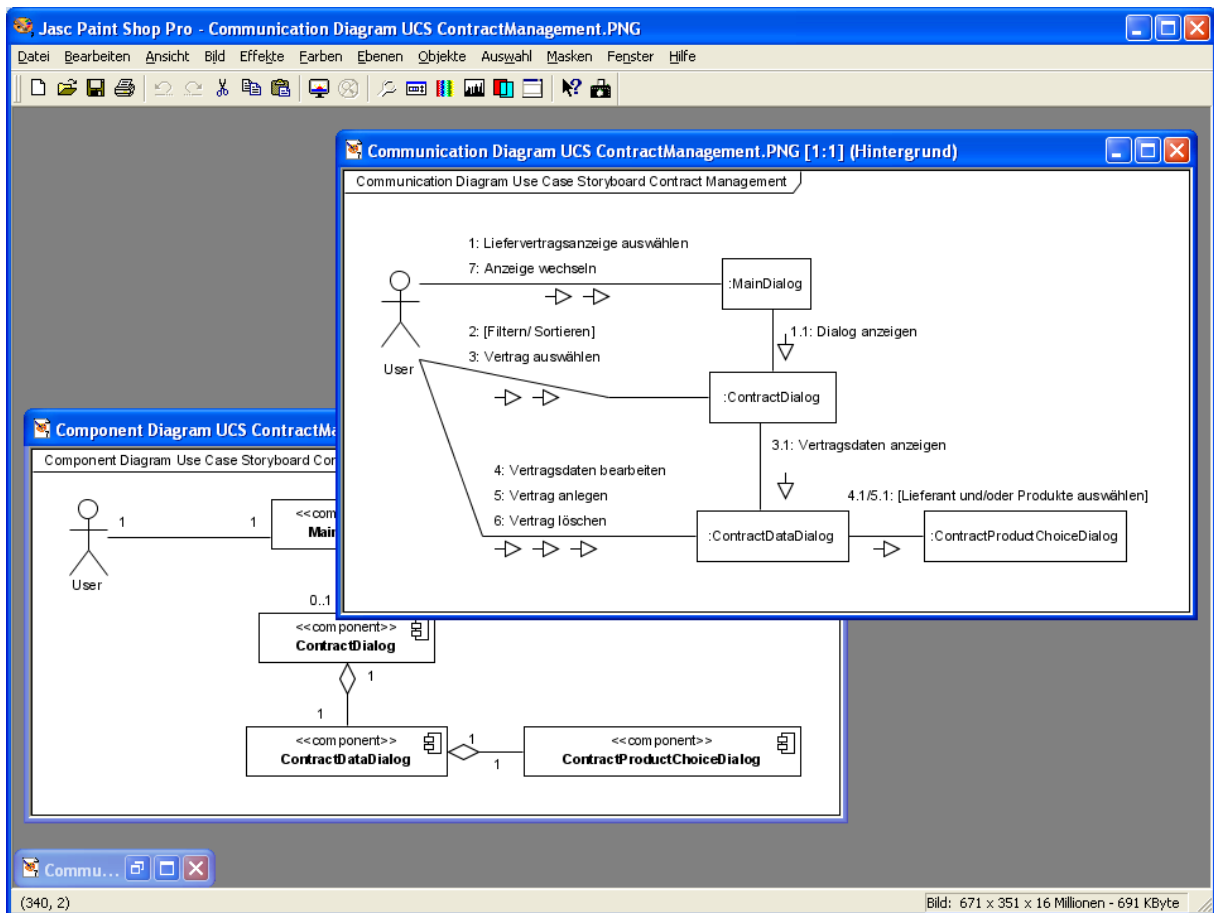 Jasc Paint Shop Pro - Communication Diagram UCS ContractManagement.PNG
Datei Bearbeiten Ansicht Bild Effekte Farben Ebenen Objekte Auswahl Masken Fenster Hilfe
Communication Diagram UCS ContractManagement.PNG [1:1] (Hintergrund)
Communication Diagram Use Case Storyboard Contract Management
1: Liefervertragsanzeige auswählen
7: Anzeige wechseln
:MainDialog
2: [Filtern/ Sortieren]
1.1: Dialog anzeigen
3: Vertrag auswählen
User
:ContractDialog
3.1: Vertragsdaten anzeigen
4: Vertragsdaten bearbeiten
5: Vertrag anlegen
4.1/5.1: [Lieferant und/oder Produkte auswählen]
6: Vertrag löschen
:ContractDataDialog
:ContractProductChoiceDialog
Component Diagram UCS ContractMa
Component Diagram Use Case Storyboard Con
1
1
<<com
Main
User
0..1
<<component>>
ContractDialog
1
1
<<component>>
ContractDataDialog
1
1
<<component>>
ContractProductChoiceDialog
Commu...
(340, 2)
Bild: 671 x 351 x 16 Millionen - 691 KByte